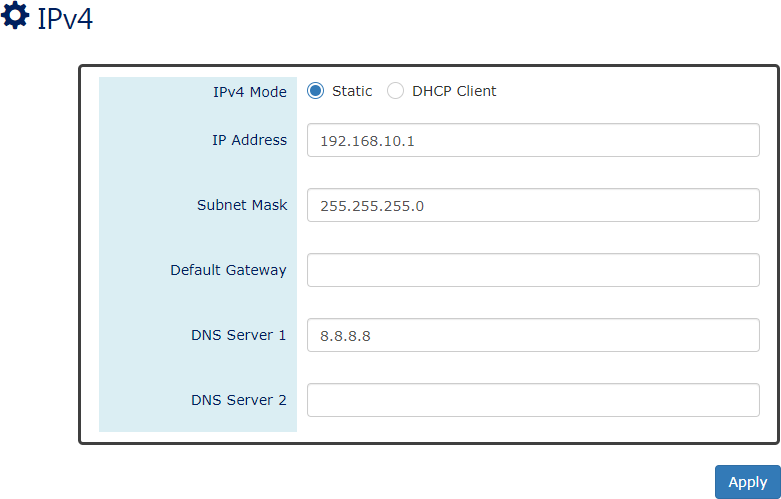 IPv4
IPv4 Mode Static DHCP Client
IP Address 192.168.10.1
Subnet Mask 255.255.255.0
Default Gateway
DNS Server 1 8.8.8.8
DNS Server 2
Apply